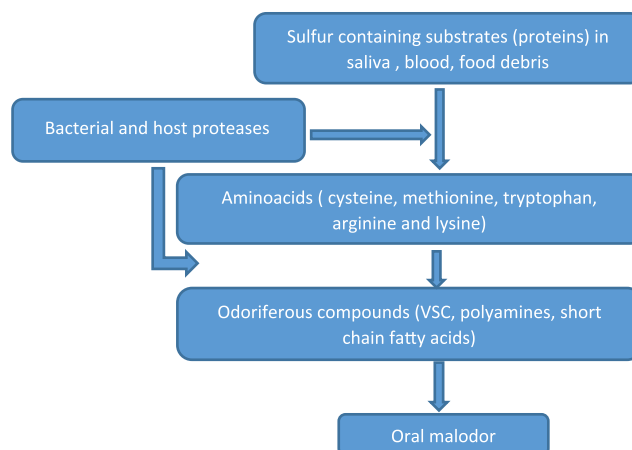 Sulfur containing substrates (proteins) in
saliva , blood, food debris
Bacterial and host proteases
Aminoacids ( cysteine, methionine, tryptophan,
arginine and lysine)
Odoriferous compounds (VSC, polyamines, short
chain fatty acids)
Oral malodor